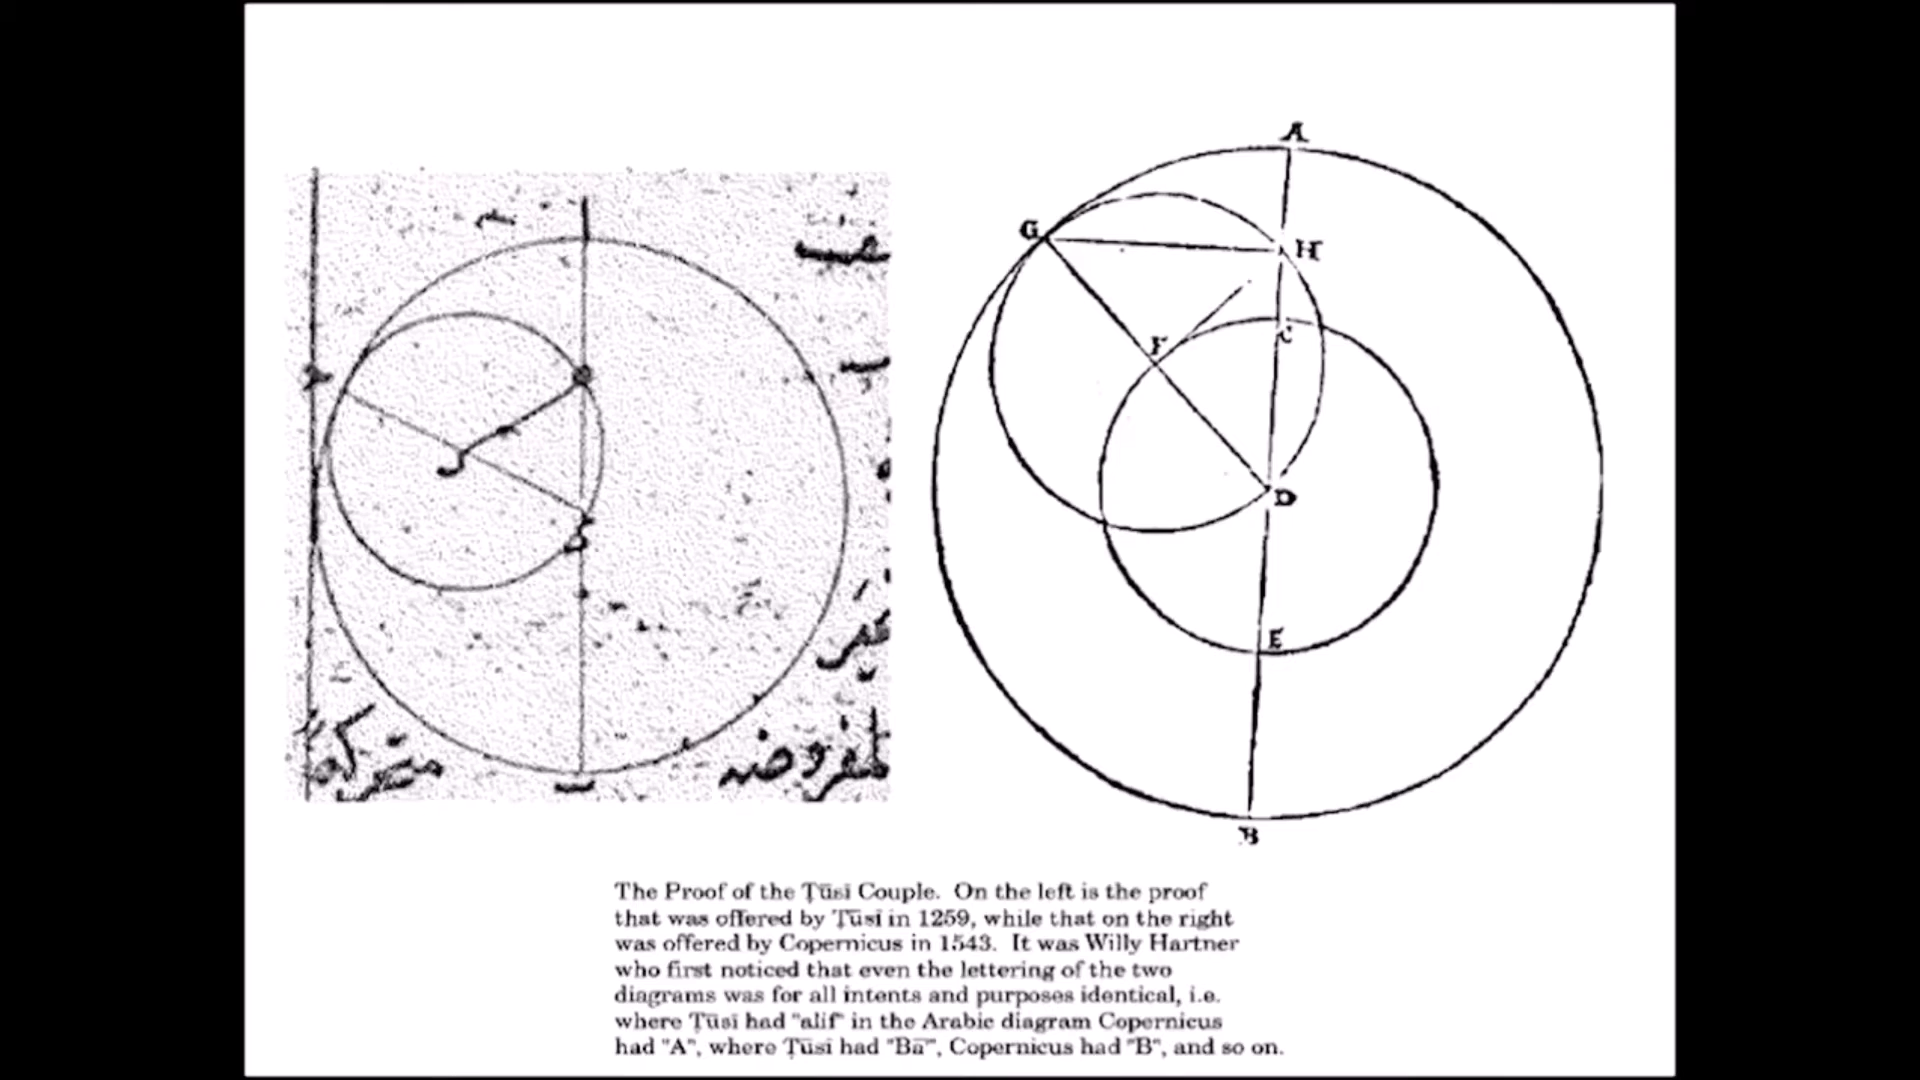 A
G
H
F
C
D
E
B
متحركة
المفروضة
The Proof of the Ṭūsī Couple. On the left is the proof
that was offered by Ṭūsī in 1259, while that on the right
was offered by Copernicus in 1543. It was Willy Hartner
who first noticed that even the lettering of the two
diagrams was for all intents and purposes identical, i.e.
where Ṭūsī had "alif" in the Arabic diagram Copernicus
had "A", where Ṭūsī had "Bā'", Copernicus had "B", and so on.